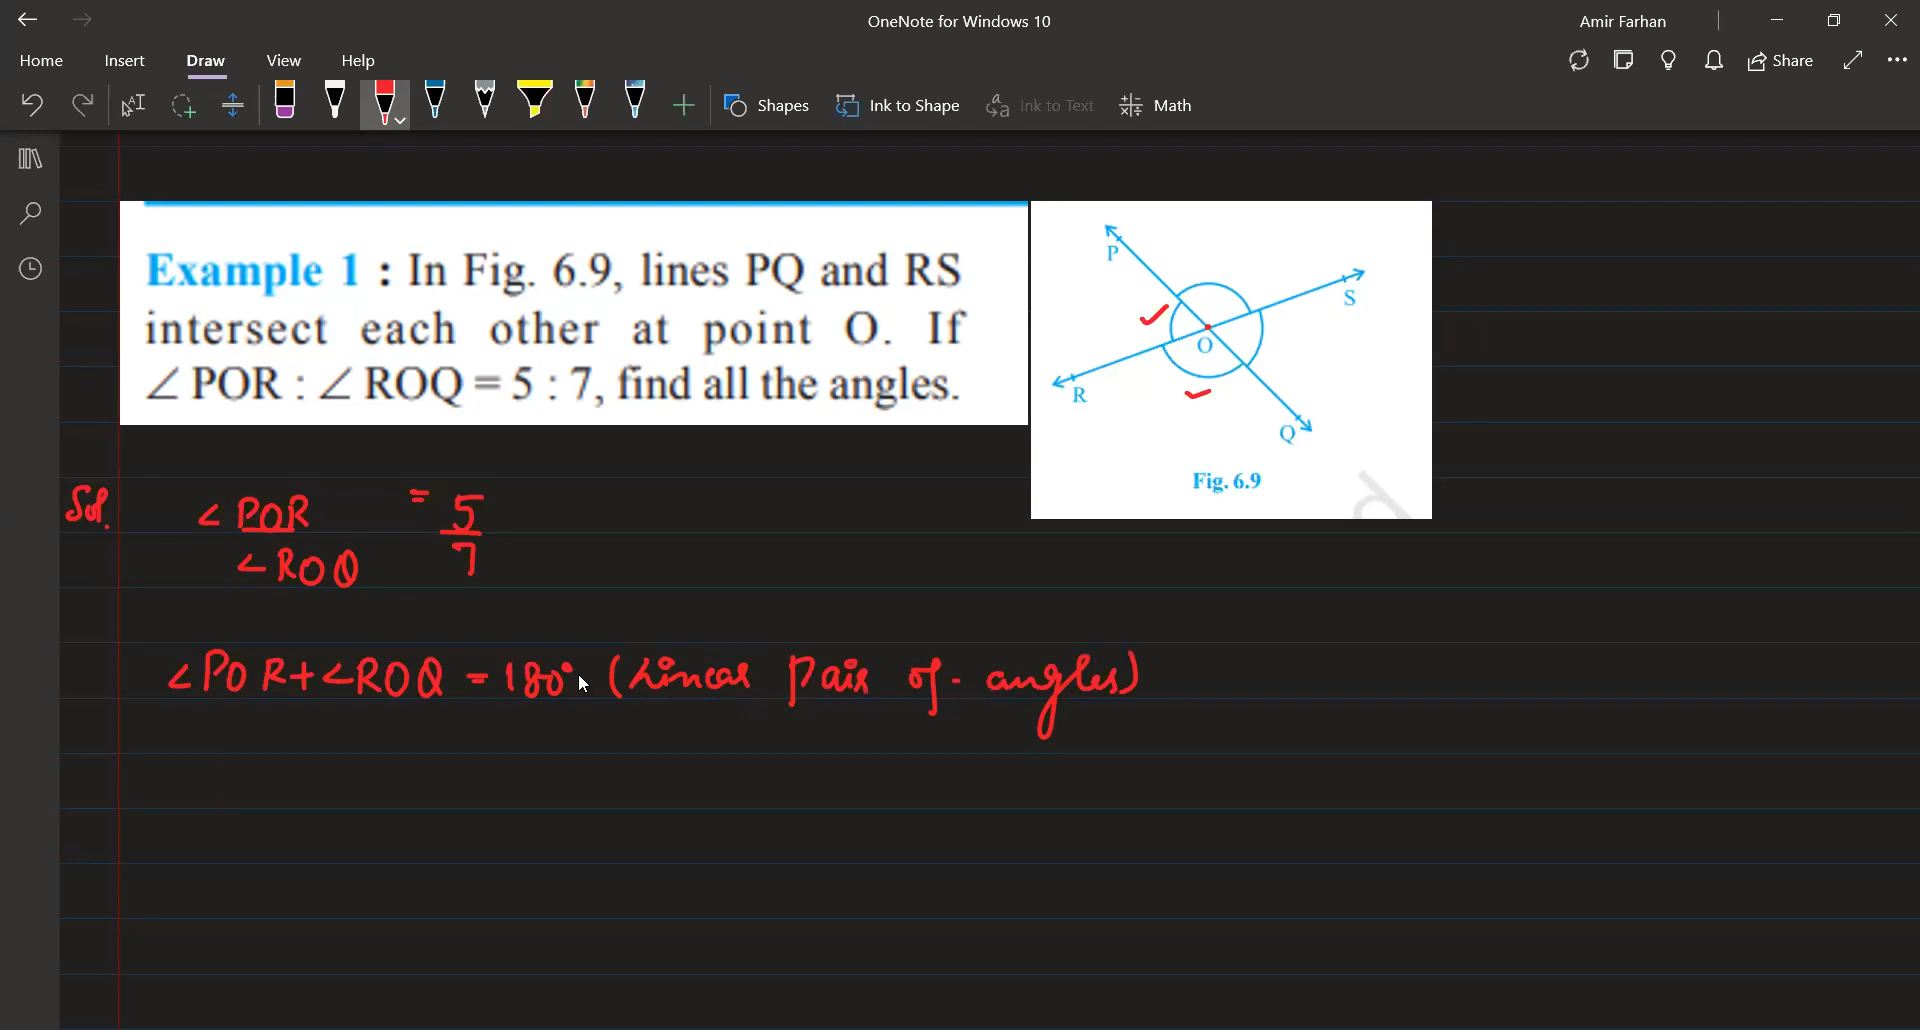 OneNote for Windows 10
Amir Farhan
Home Insert Draw View Help
Share
Shapes Ink to Shape Ink to Text Math
Example 1 : In Fig. 6.9, lines PQ and RS
intersect each other at point O. If
∠ POR : ∠ ROQ = 5 : 7, find all the angles.
P
S
O
R
Q
Fig. 6.9
Sol.
∠ POR = 5
∠ ROQ 7
∠POR+∠ROQ = 180° (Linear Pair of angles)